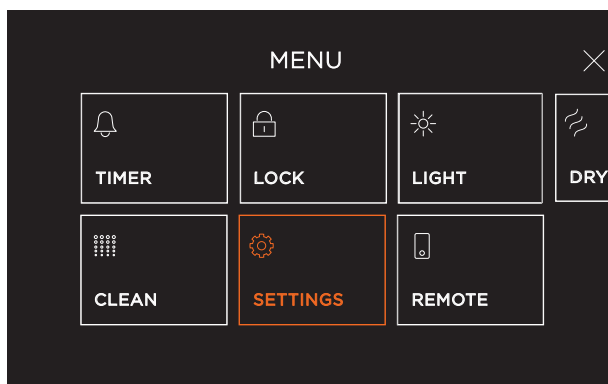 MENU
TIMER
LOCK
LIGHT
DRY
CLEAN
SETTINGS
REMOTE